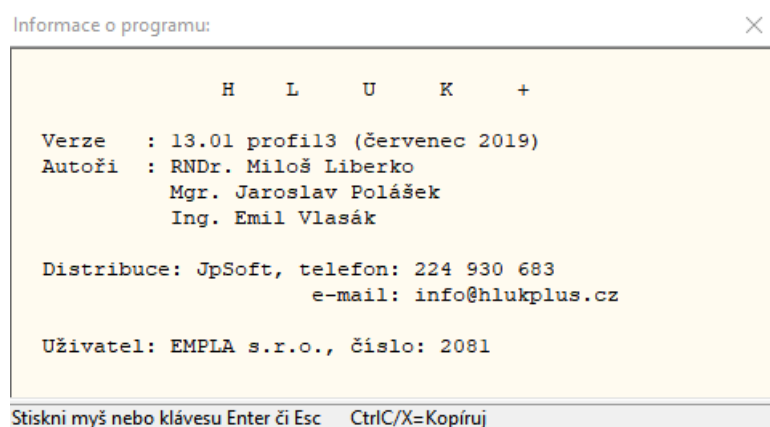 Informace o programu:
H L U K +
Verze : 13.01 profil3 (červenec 2019)
Autoři : RNDr. Miloš Liberko
Mgr. Jaroslav Polášek
Ing. Emil Vlasák
Distribuce: JpSoft, telefon: 224 930 683
e-mail: info@hlukplus.cz
Uživatel: EMPLA s.r.o., číslo: 2081
Stiskni myš nebo klávesu Enter či Esc CtrlC/X=Kopíruj